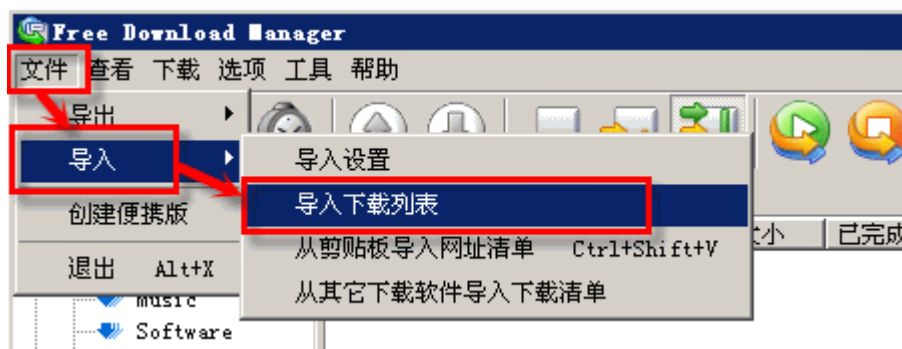 Free Download Manager
文件 查看 下载 选项 工具 帮助
导出
导入
创建便携版
退出 Alt+X
导入设置
导入下载列表
从剪贴板导入网址清单 Ctrl+Shift+V
从其它下载软件导入下载清单
小 已完成
music
Software